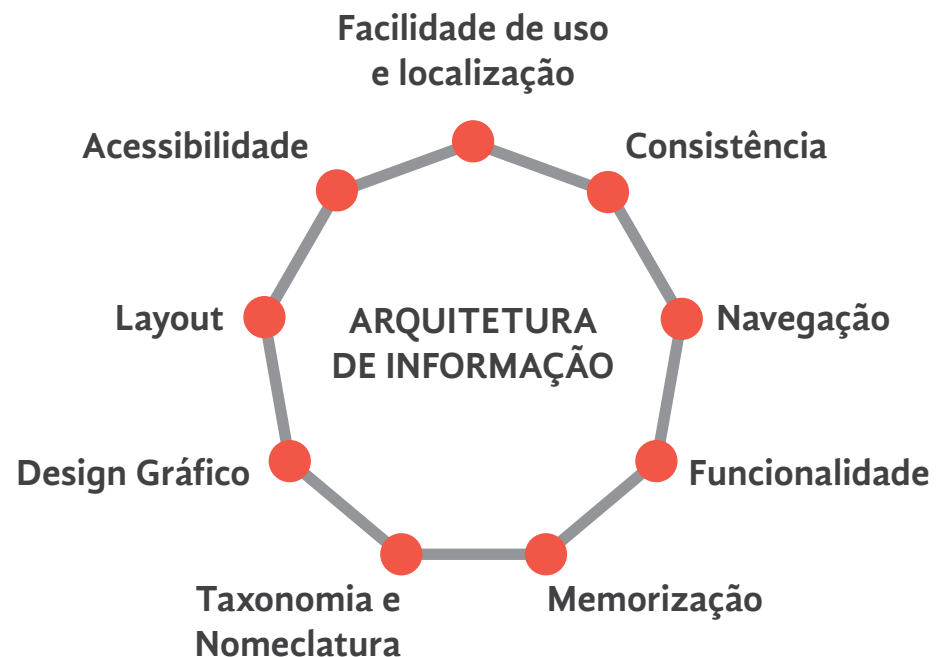 Facilidade de uso
e localização
Acessibilidade
Consistência
Layout
ARQUITETURA
DE INFORMAÇÃO
Navegação
Design Gráfico
Funcionalidade
Taxonomia e
Nomeclatura
Memorização